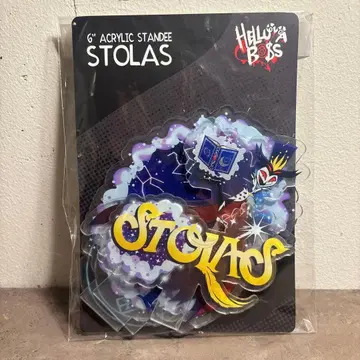 6" ACRYLIC STANDEE
STOLAS
HELLUVA
BOSS
STOLAS